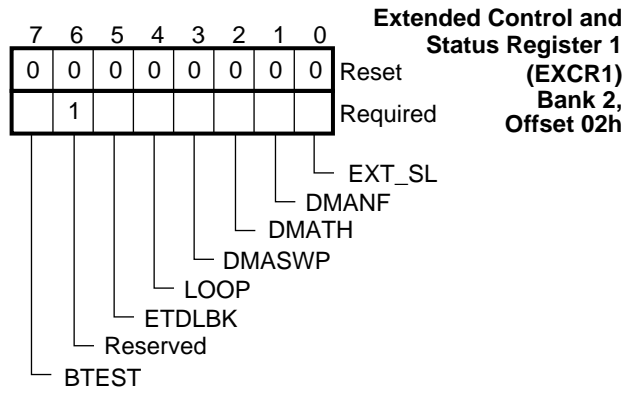 Extended Control and
Status Register 1
(EXCR1)
Bank 2,
Offset 02h
7 6 5 4 3 2 1 0
0 0 0 0 0 0 0 0 Reset
1 Required
EXT_SL
DMANF
DMATH
DMASWP
LOOP
ETDLBK
Reserved
BTEST